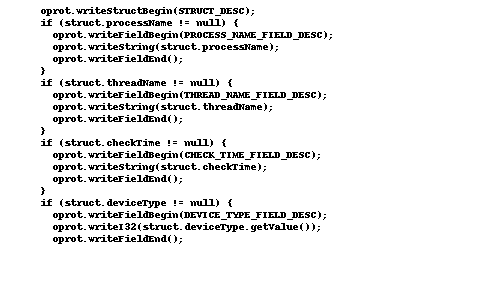 oprot.writeStructBegin(STRUCT_DESC);
if (struct.processName != null) {
oprot.writeFieldBegin(PROCESS_NAME_FIELD_DESC);
oprot.writeString(struct.processName);
oprot.writeFieldEnd();
}
if (struct.threadName != null) {
oprot.writeFieldBegin(THREAD_NAME_FIELD_DESC);
oprot.writeString(struct.threadName);
oprot.writeFieldEnd();
}
if (struct.checkTime != null) {
oprot.writeFieldBegin(CHECK_TIME_FIELD_DESC);
oprot.writeString(struct.checkTime);
oprot.writeFieldEnd();
}
if (struct.deviceType != null) {
oprot.writeFieldBegin(DEVICE_TYPE_FIELD_DESC);
oprot.writeI32(struct.deviceType.getValue());
oprot.writeFieldEnd();